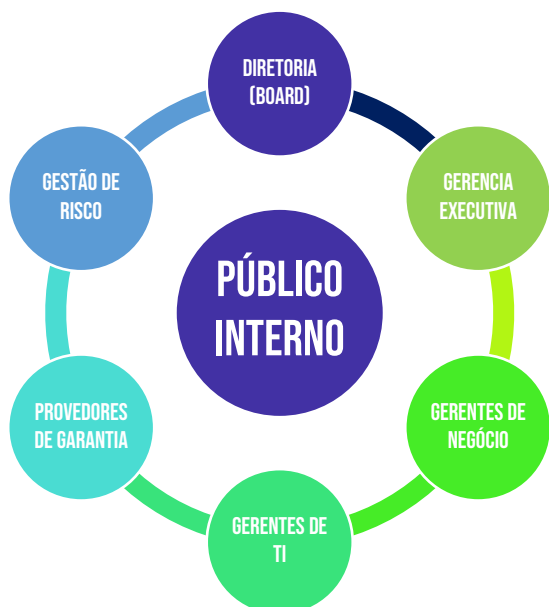 DIRETORIA
(BOARD)
GERENCIA
EXECUTIVA
GERENTES DE
NEGÓCIO
GERENTES DE
TI
PROVEDORES
DE GARANTIA
GESTÃO DE
RISCO
PÚBLICO
INTERNO